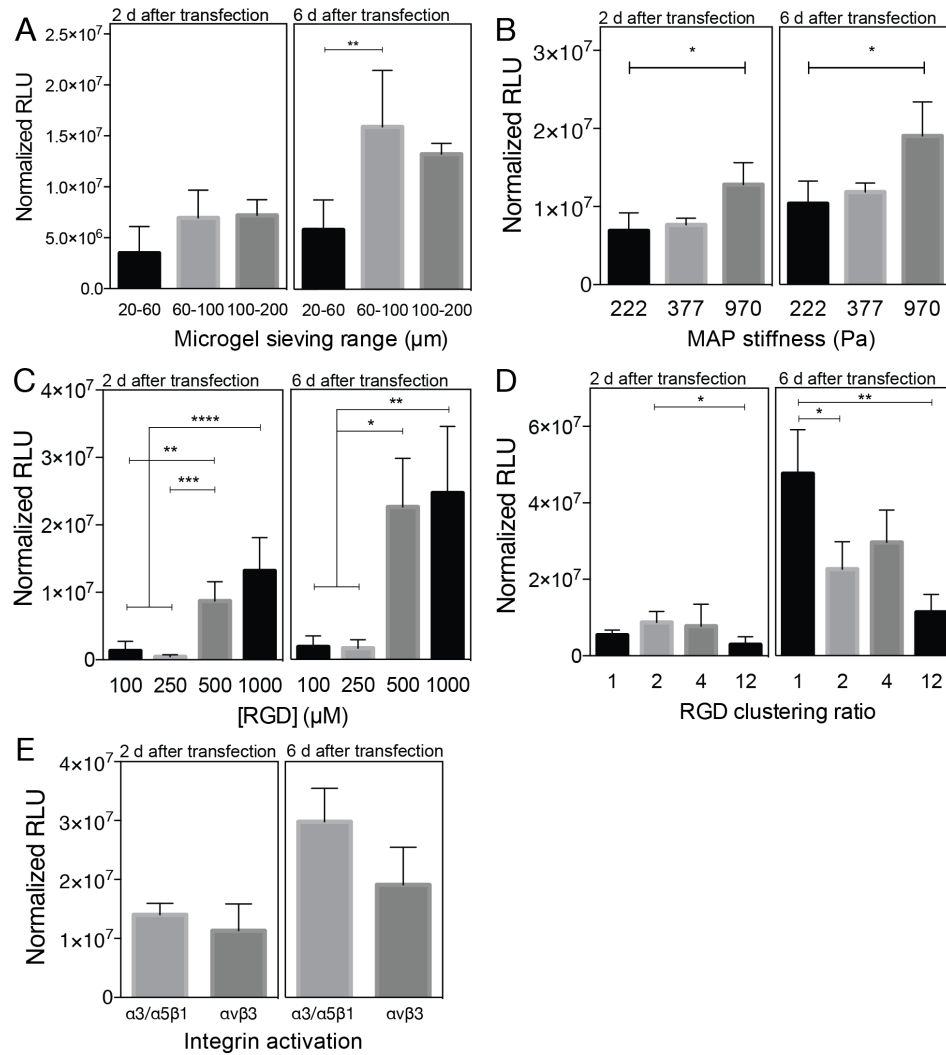 A
2 d after transfection 6 d after transfection
Normalized RLU
2.5×10⁷
2.0×10⁷
1.5×10⁷
1.0×10⁷
5.0×10⁶
0.0
**
20-60 60-100 100-200 20-60 60-100 100-200
Microgel sieving range (μm)
B
2 d after transfection 6 d after transfection
Normalized RLU
3×10⁷
2×10⁷
1×10⁷
0
* *
222 377 970 222 377 970
MAP stiffness (Pa)
C
2 d after transfection 6 d after transfection
Normalized RLU
4×10⁷
3×10⁷
2×10⁷
1×10⁷
0
****
**
***
**
*
100 250 500 1000 100 250 500 1000
[RGD] (μM)
D
2 d after transfection 6 d after transfection
Normalized RLU
6×10⁷
4×10⁷
2×10⁷
0
*
**
*
1 2 4 12 1 2 4 12
RGD clustering ratio
E
2 d after transfection 6 d after transfection
Normalized RLU
4×10⁷
3×10⁷
2×10⁷
1×10⁷
0
α3/α5β1 αvβ3 α3/α5β1 αvβ3
Integrin activation